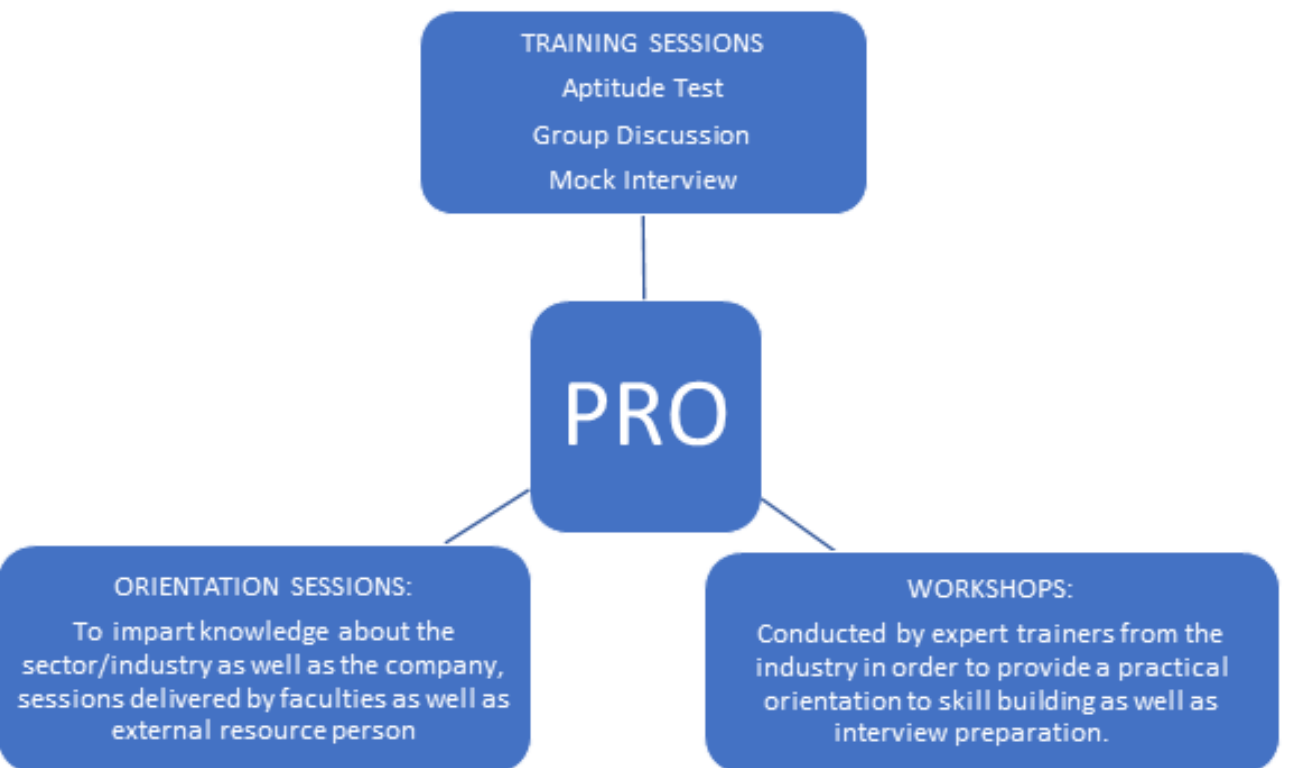 TRAINING SESSIONS
Aptitude Test
Group Discussion
Mock Interview
PRO
ORIENTATION SESSIONS:
To impart knowledge about the
sector/industry as well as the company,
sessions delivered by faculties as well as
external resource person
WORKSHOPS:
Conducted by expert trainers from the
industry in order to provide a practical
orientation to skill building as well as
interview preparation.